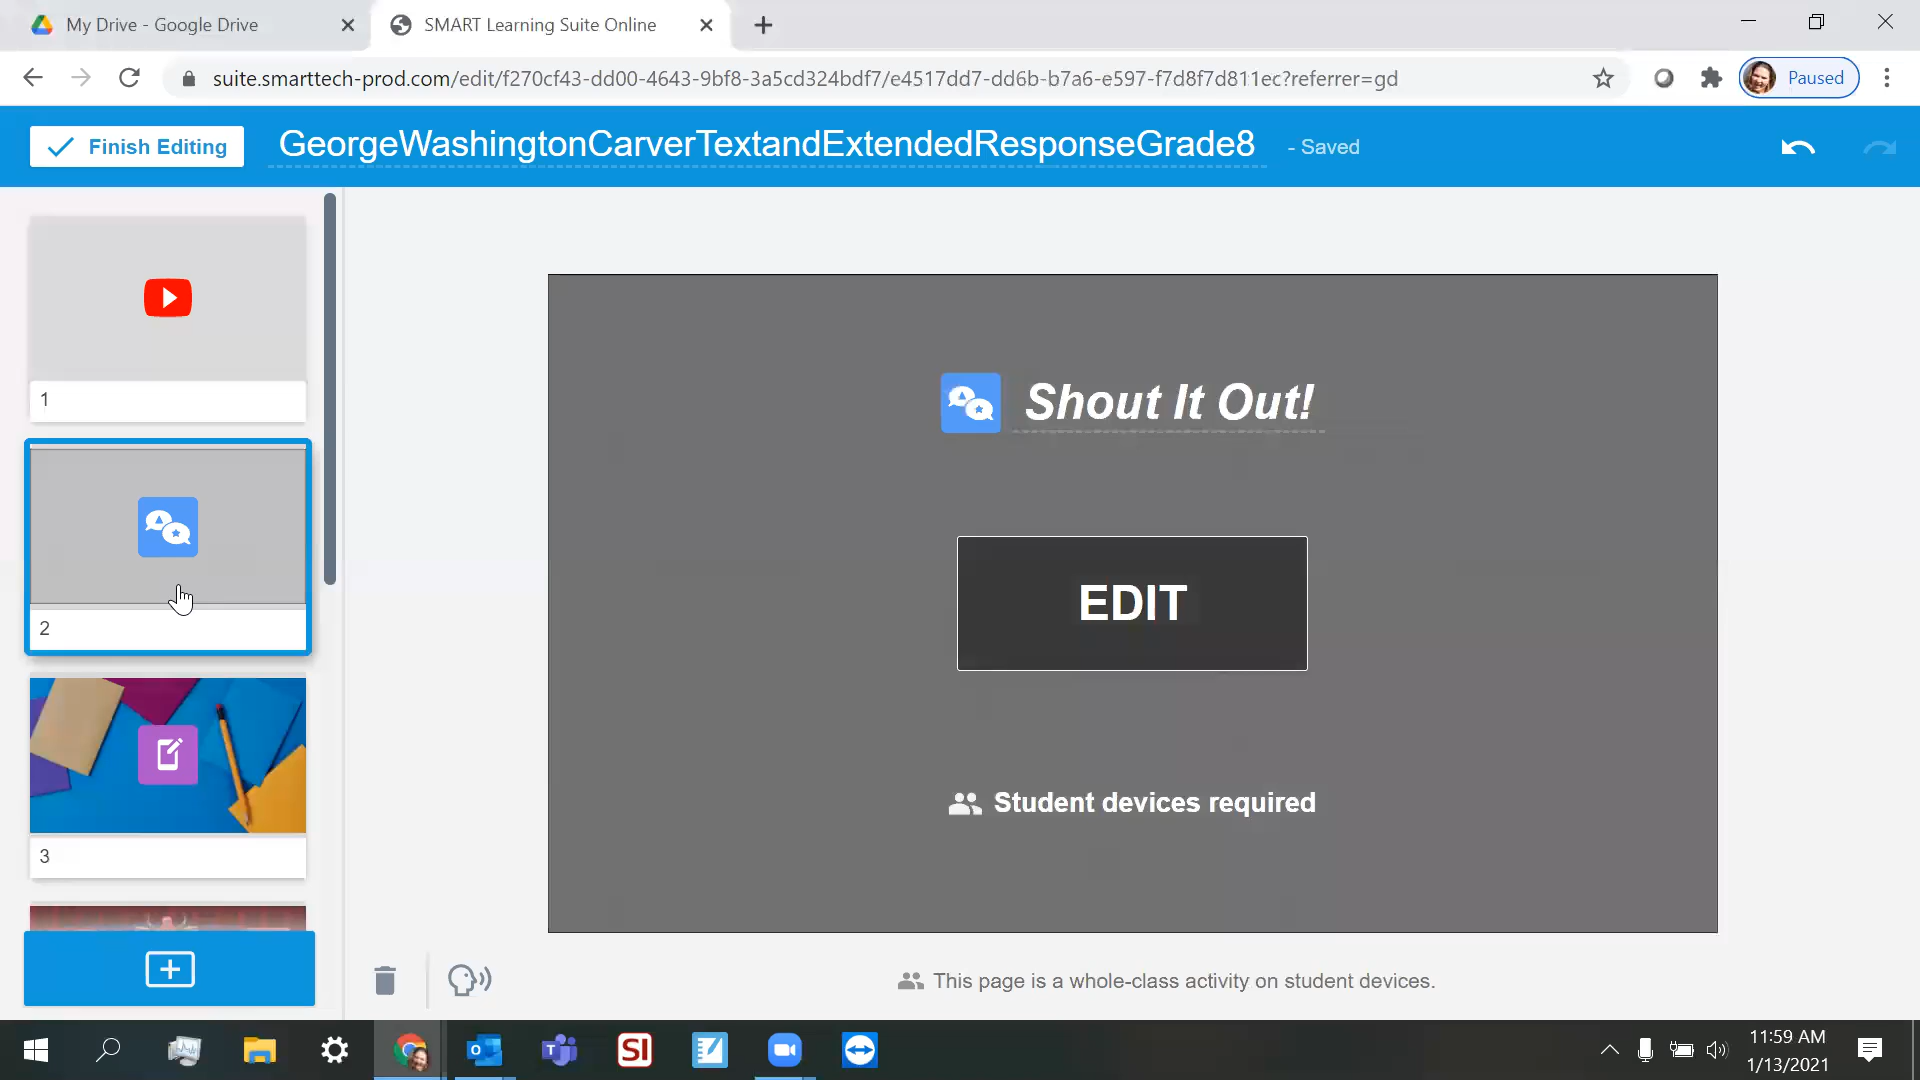 My Drive - Google Drive
SMART Learning Suite Online
suite.smarttech-prod.com/edit/f270cf43-dd00-4643-9bf8-3a5cd324bdf7/e4517dd7-dd6b-b7a6-e597-f7d8f7d811ec?referrer=gd
Paused
Finish Editing
GeorgeWashingtonCarverTextandExtendedResponseGrade8
- Saved
1
2
3
Shout It Out!
EDIT
Student devices required
This page is a whole-class activity on student devices.
SI
11:59 AM
1/13/2021